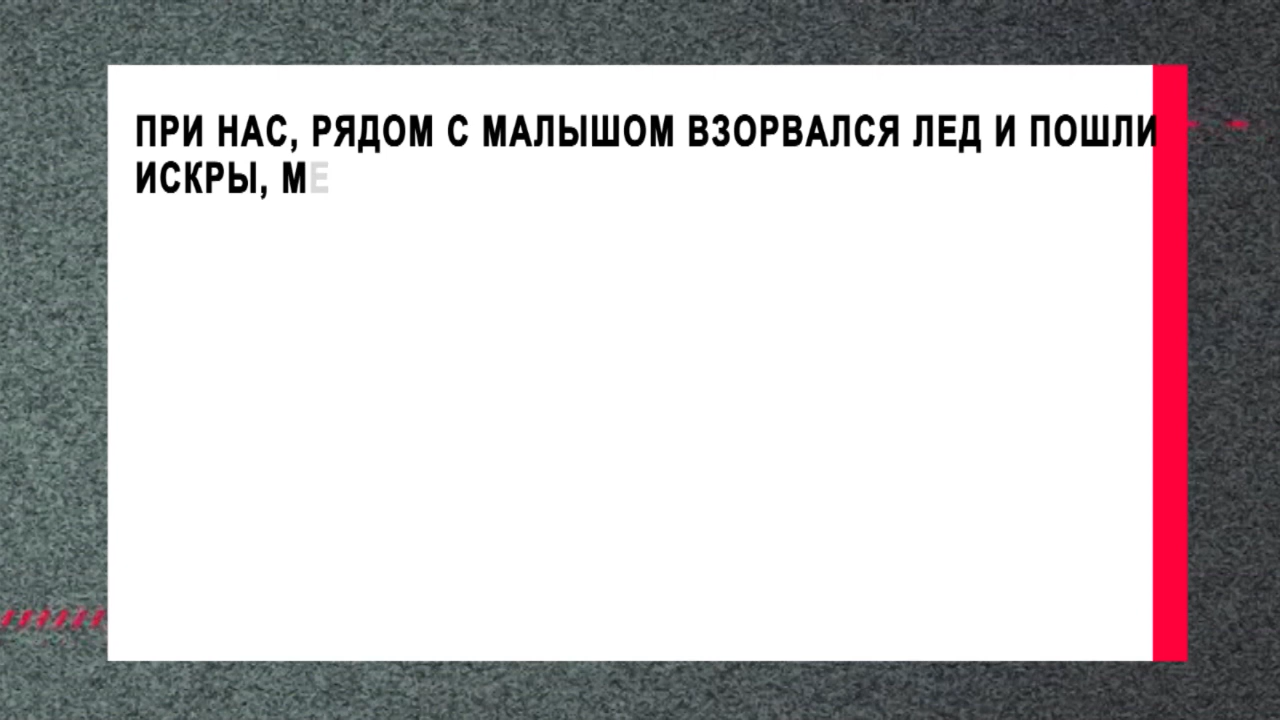 ПРИ НАС, РЯДОМ С МАЛЫШОМ ВЗОРВАЛСЯ ЛЕД И ПОШЛИ
ИСКРЫ, МЕ